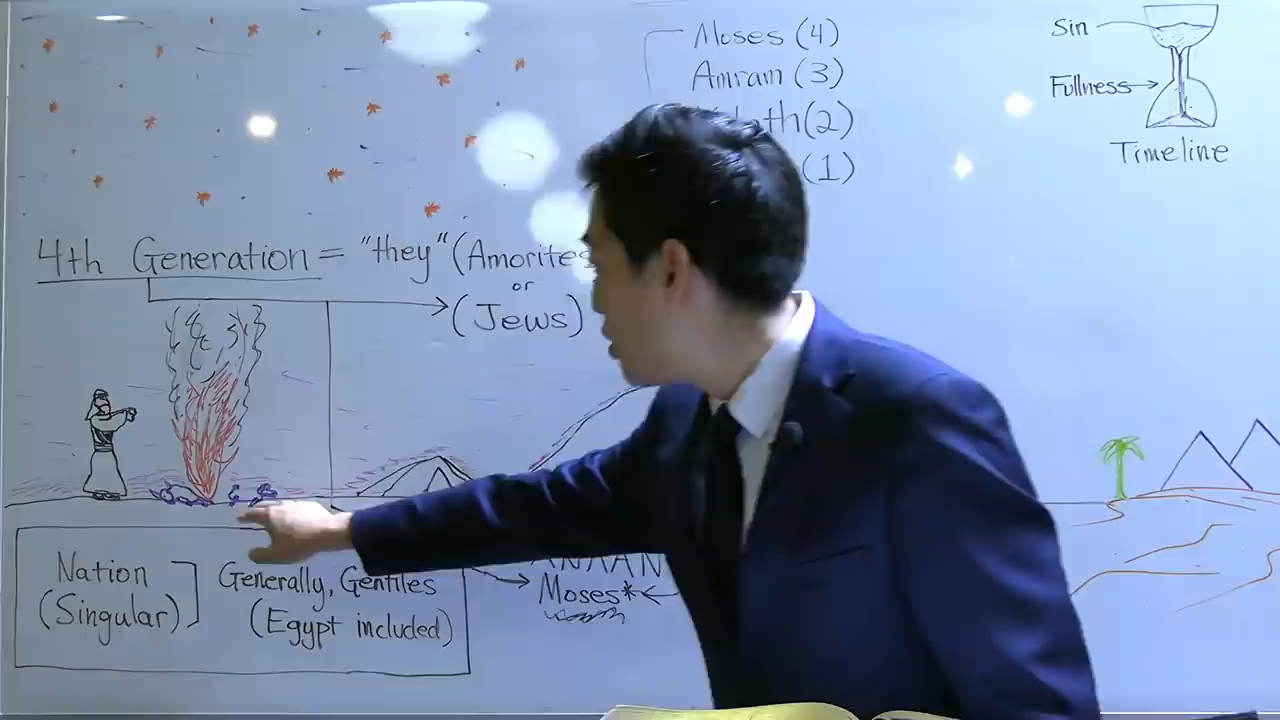 Moses (4)
Amram (3)
(2)
(1)
Sin
Fullness
Timeline
4th Generation = "they" (Amorites
or
(Jews)
Nation
(Singular)
Generally, Gentiles
(Egypt included)
Moses*